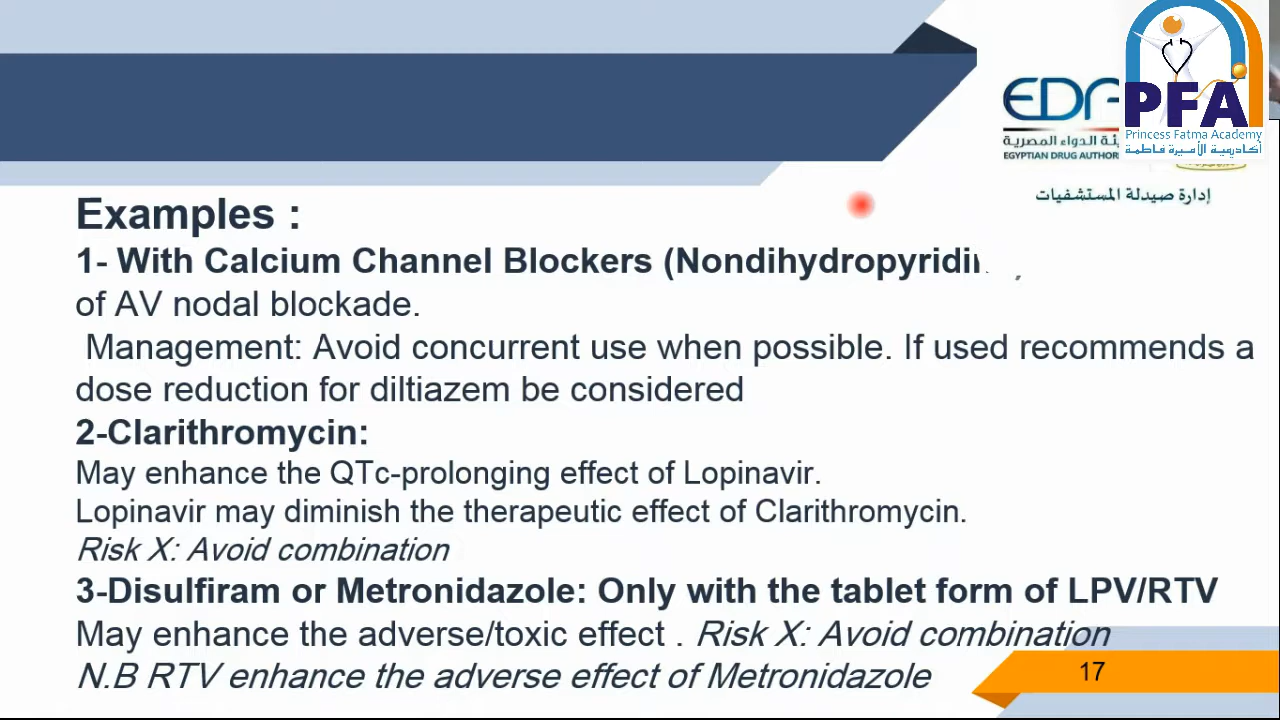 EDA
PFA
Princess Fatma Academy
أكاديمية الأميرة فاطمة
هيئة الدواء المصرية
EGYPTIAN DRUG
إدارة صيدلة المستشفيات
Examples :
1- With Calcium Channel Blockers
of AV nodal blockade.
Management: Avoid concurrent use when possible. If used recommends a
dose reduction for diltiazem be considered
2-Clarithromycin:
May enhance the QTc-prolonging effect of Lopinavir.
Lopinavir may diminish the therapeutic effect of Clarithromycin.
Risk X: Avoid combination
3-Disulfiram or Metronidazole: Only with the tablet form of LPV/RTV
May enhance the adverse/toxic effect . Risk X: Avoid combination
N.B RTV enhance the adverse effect of Metronidazole
17